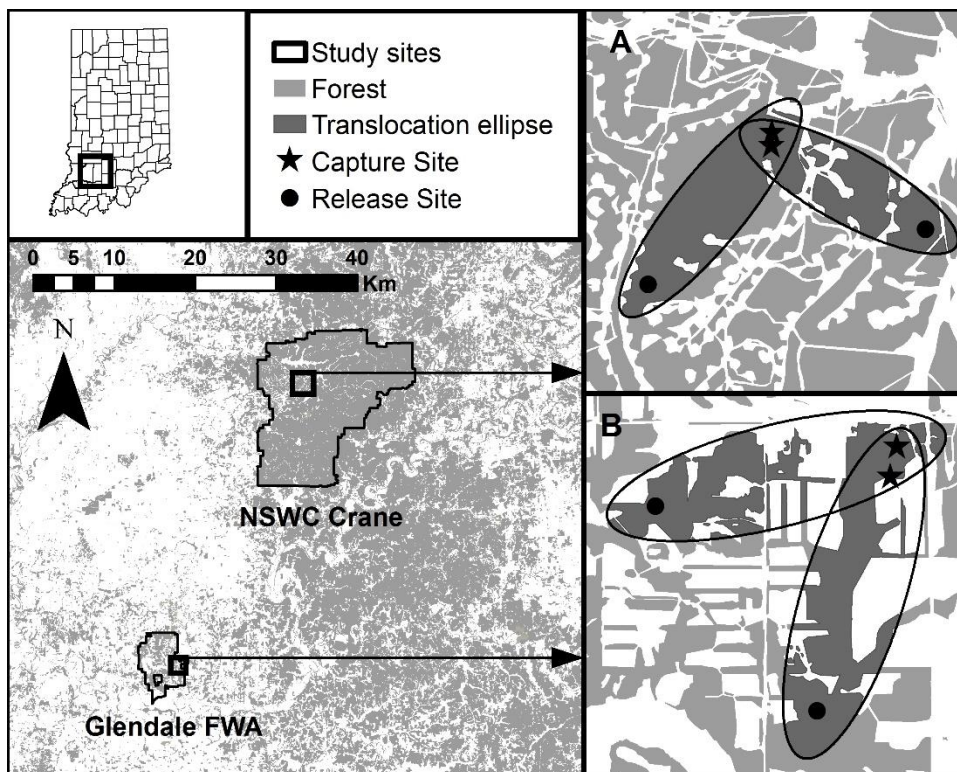 Study sites
Forest
Translocation ellipse
Capture Site
Release Site
0 5 10 20 30 40
Km
N
NSWC Crane
Glendale FWA
A
B